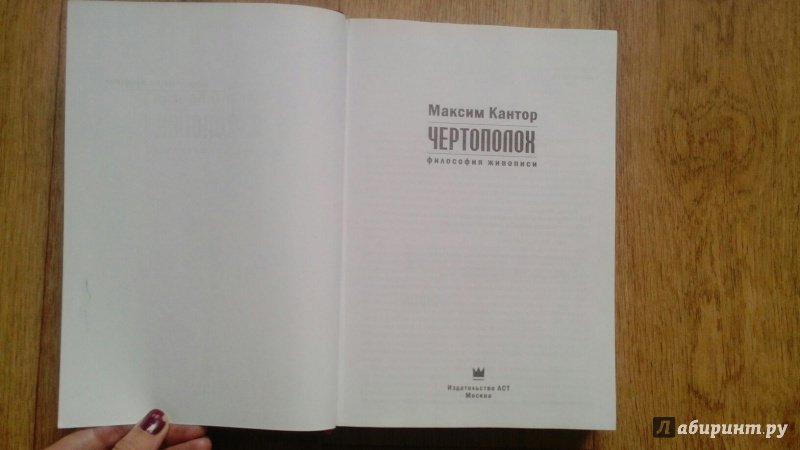 Максим Кантор
ЧЕРТОПОЛОХ
философия живописи
Издательство АСТ
Москва
Лабиринт.ру